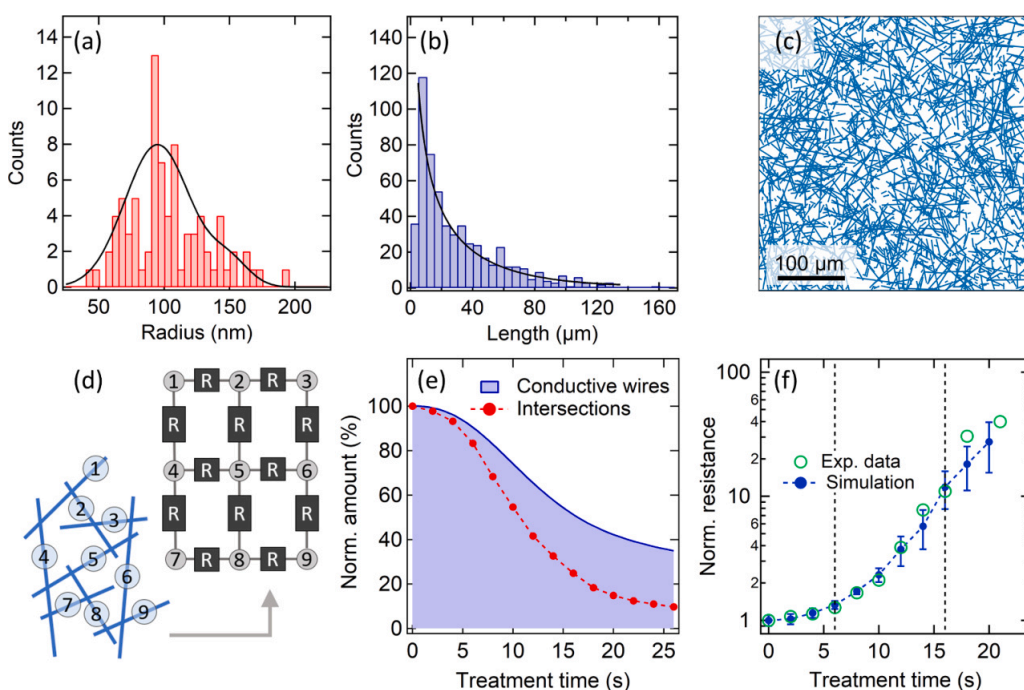 (a)
Counts
14
12
10
8
6
4
2
0
50 100 150 200
Radius (nm)
(b)
Counts
140
120
100
80
60
40
20
0
0 40 80 120 160
Length (µm)
(c)
100 µm
(d)
1 R 2 R 3
R R R
4 R 5 R 6
R R R
7 R 8 R 9
1
2
3
4
5
6
7
8
9
(e)
Conductive wires
Intersections
Norm. amount (%)
100
80
60
40
20
0
0 5 10 15 20 25
Treatment time (s)
(f)
Exp. data
Simulation
Norm. resistance
100
4
2
10
4
2
1
0 5 10 15 20
Treatment time (s)